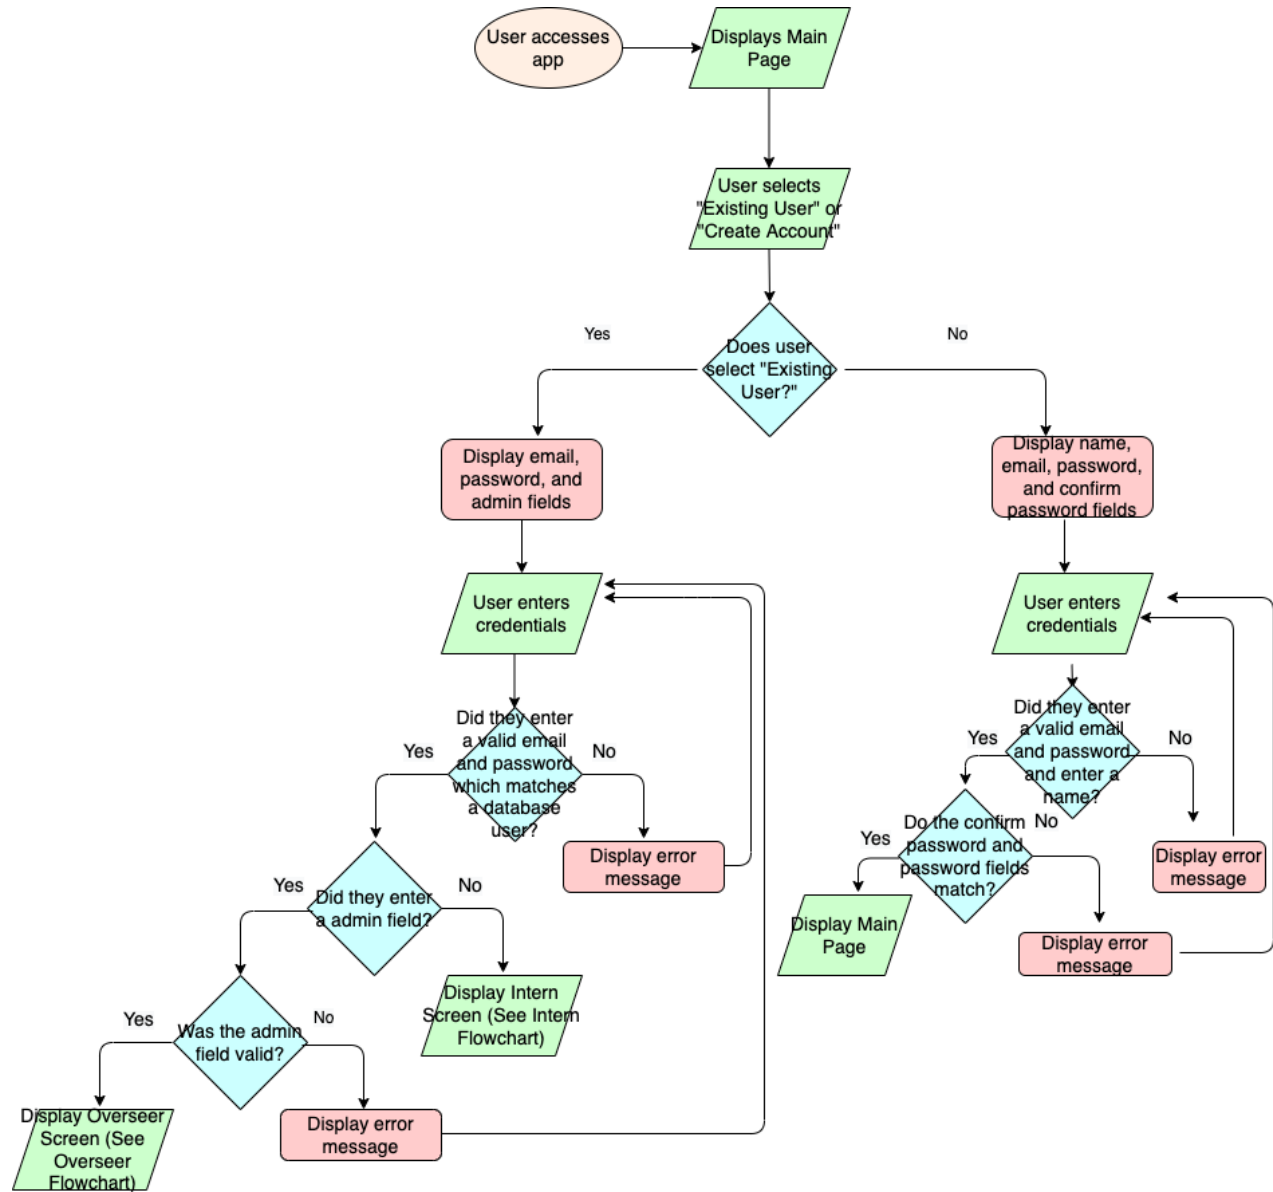 User accesses
app
Displays Main
Page
User selects
"Existing User" or
"Create Account"
Does user
select "Existing
User?"
Yes
No
Display email,
password, and
admin fields
Display name,
email, password,
and confirm
password fields
User enters
credentials
User enters
credentials
Did they enter
a valid email
and password
which matches
a database
user?
Yes
No
Did they enter
a valid email
and password
and enter a
name?
Yes
No
Display error
message
Display error
message
Do the confirm
password and
password fields
match?
Yes
No
Display Main
Page
Display error
message
Did they enter
a admin field?
Yes
No
Display Intern
Screen (See Intern
Flowchart)
Was the admin
field valid?
Yes
No
Display Overseer
Screen (See
Overseer
Flowchart)
Display error
message